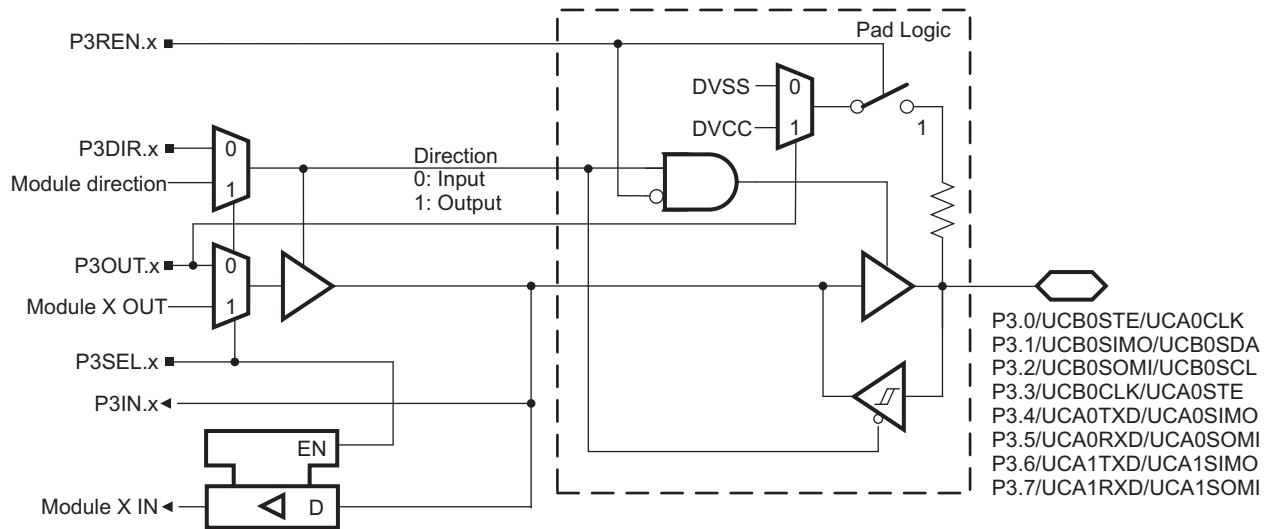 Pad Logic
P3REN.x
DVSS
0
DVCC
1
1
P3DIR.x
0
Module direction
1
Direction
0: Input
1: Output
P3OUT.x
0
Module X OUT
1
P3SEL.x
P3IN.x
EN
Module X IN
D
P3.0/UCB0STE/UCA0CLK
P3.1/UCB0SIMO/UCB0SDA
P3.2/UCB0SOMI/UCB0SCL
P3.3/UCB0CLK/UCA0STE
P3.4/UCA0TXD/UCA0SIMO
P3.5/UCA0RXD/UCA0SOMI
P3.6/UCA1TXD/UCA1SIMO
P3.7/UCA1RXD/UCA1SOMI